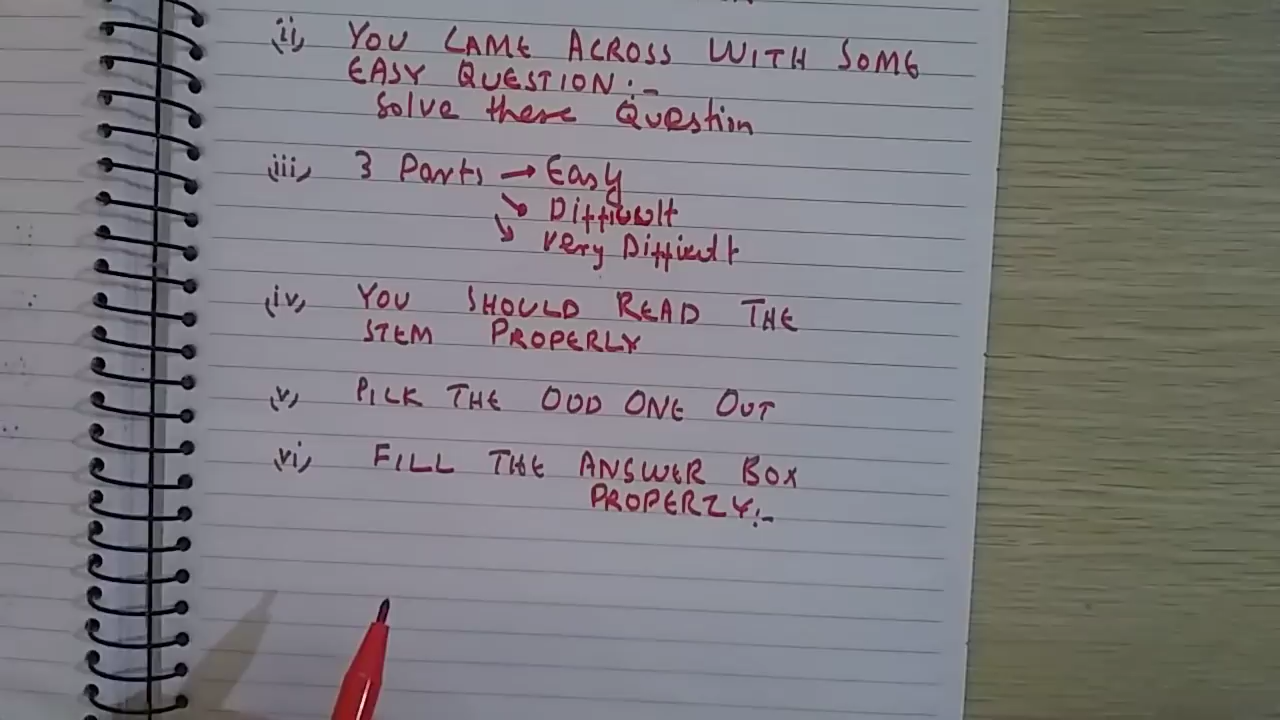 ii, YOU CAME ACROSS WITH SOME
EASY QUESTION :-
Solve these Question
iii, 3 Parts → Easy
↘ Difficult
↘ Very Difficult
iv, YOU SHOULD READ THE
STEM PROPERLY
v, PICK THE ODD ONE OUT
vi, FILL THE ANSWER BOX
PROPERLY:-